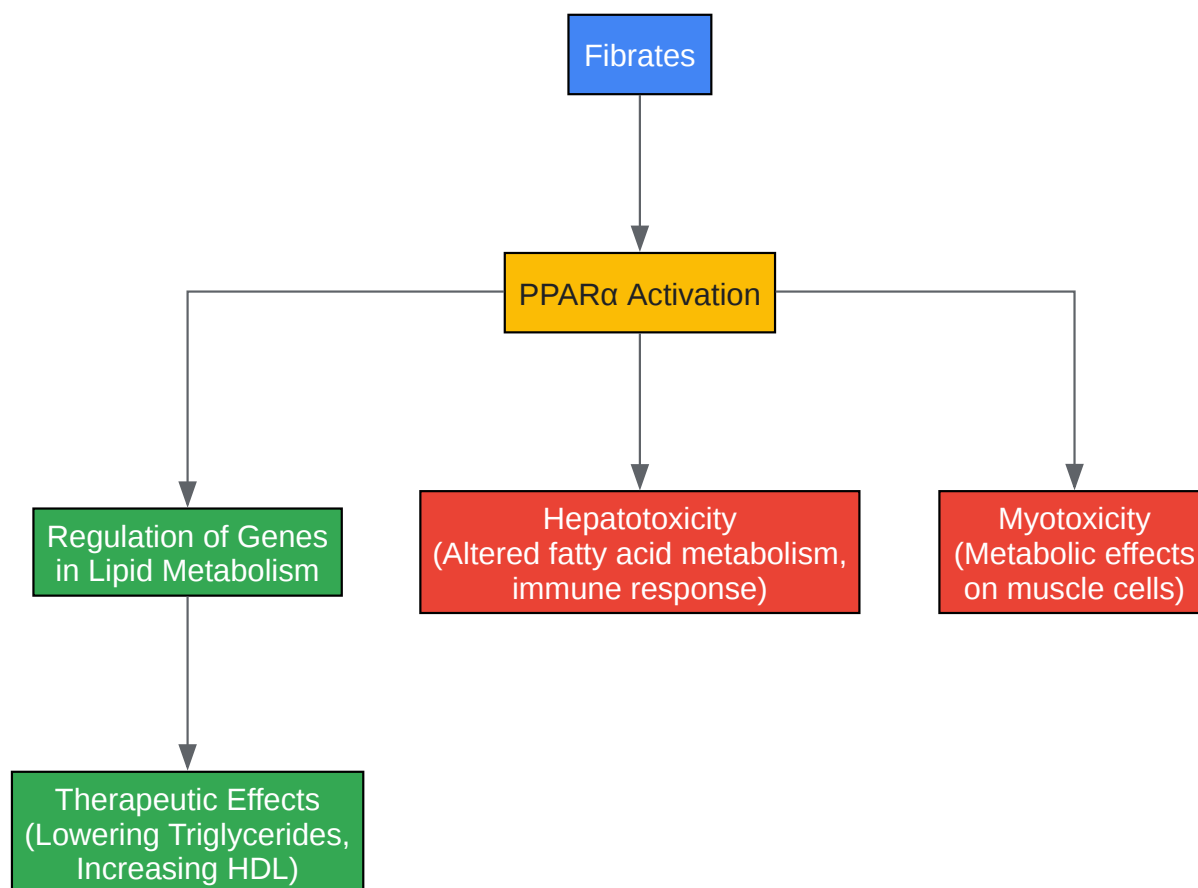 Fibrates
PPARα Activation
Regulation of Genes
in Lipid Metabolism
Hepatotoxicity
(Altered fatty acid metabolism,
immune response)
Myotoxicity
(Metabolic effects
on muscle cells)
Therapeutic Effects
(Lowering Triglycerides,
Increasing HDL)